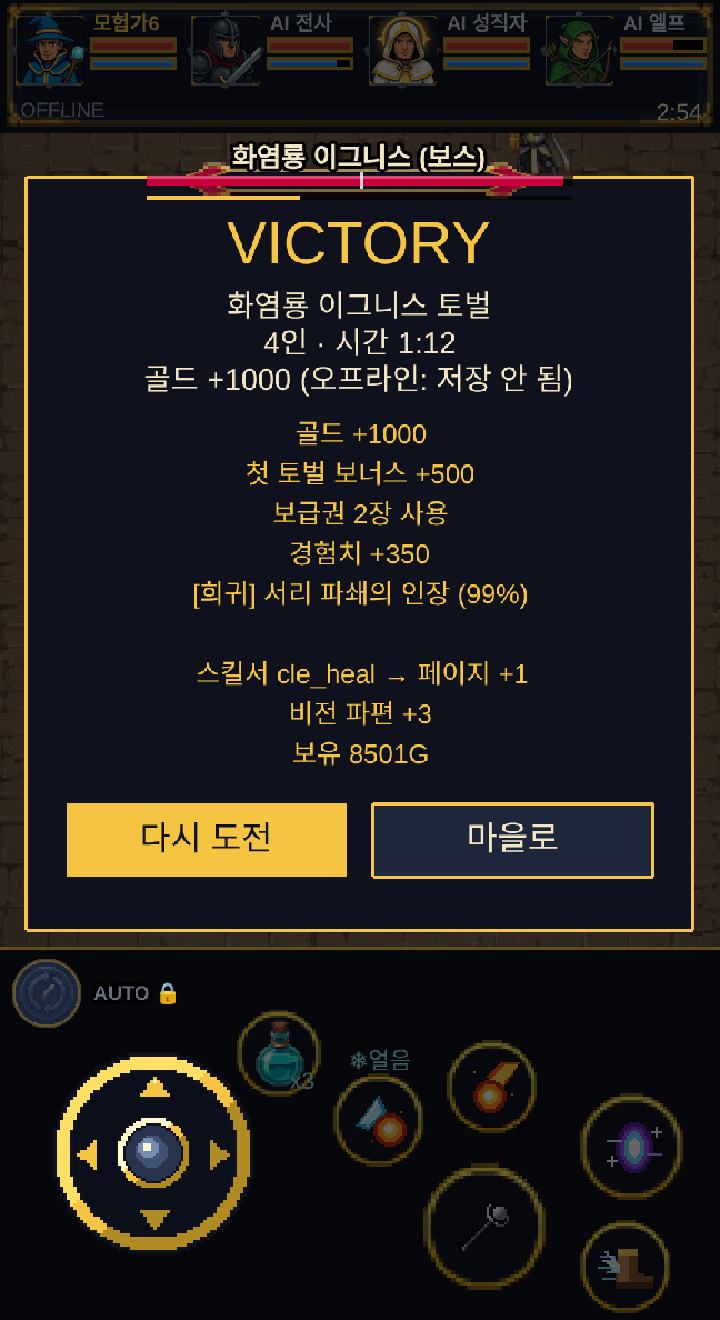 모험가6
AI 전사
AI 성직자
AI 엘프
OFFLINE
2:54
화염룡 이그니스 (보스)
VICTORY
화염룡 이그니스 토벌
4인 · 시간 1:12
골드 +1000 (오프라인: 저장 안 됨)
골드 +1000
첫 토벌 보너스 +500
보급권 2장 사용
경험치 +350
[희귀] 서리 파쇄의 인장 (99%)
스킬서 cle_heal → 페이지 +1
비전 파편 +3
보유 8501G
다시 도전
마을로
AUTO 🔒
x3
❄얼음